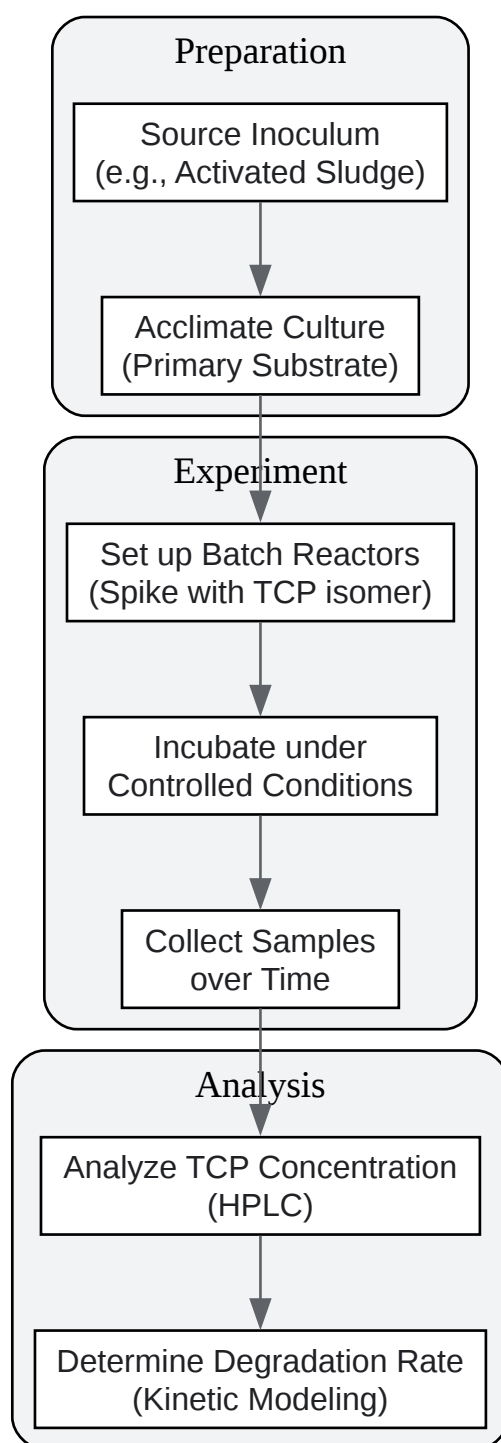 Preparation
Source Inoculum
(e.g., Activated Sludge)
Acclimate Culture
(Primary Substrate)
Experiment
Set up Batch Reactors
(Spike with TCP isomer)
Incubate under
Controlled Conditions
Collect Samples
over Time
Analysis
Analyze TCP Concentration
(HPLC)
Determine Degradation Rate
(Kinetic Modeling)